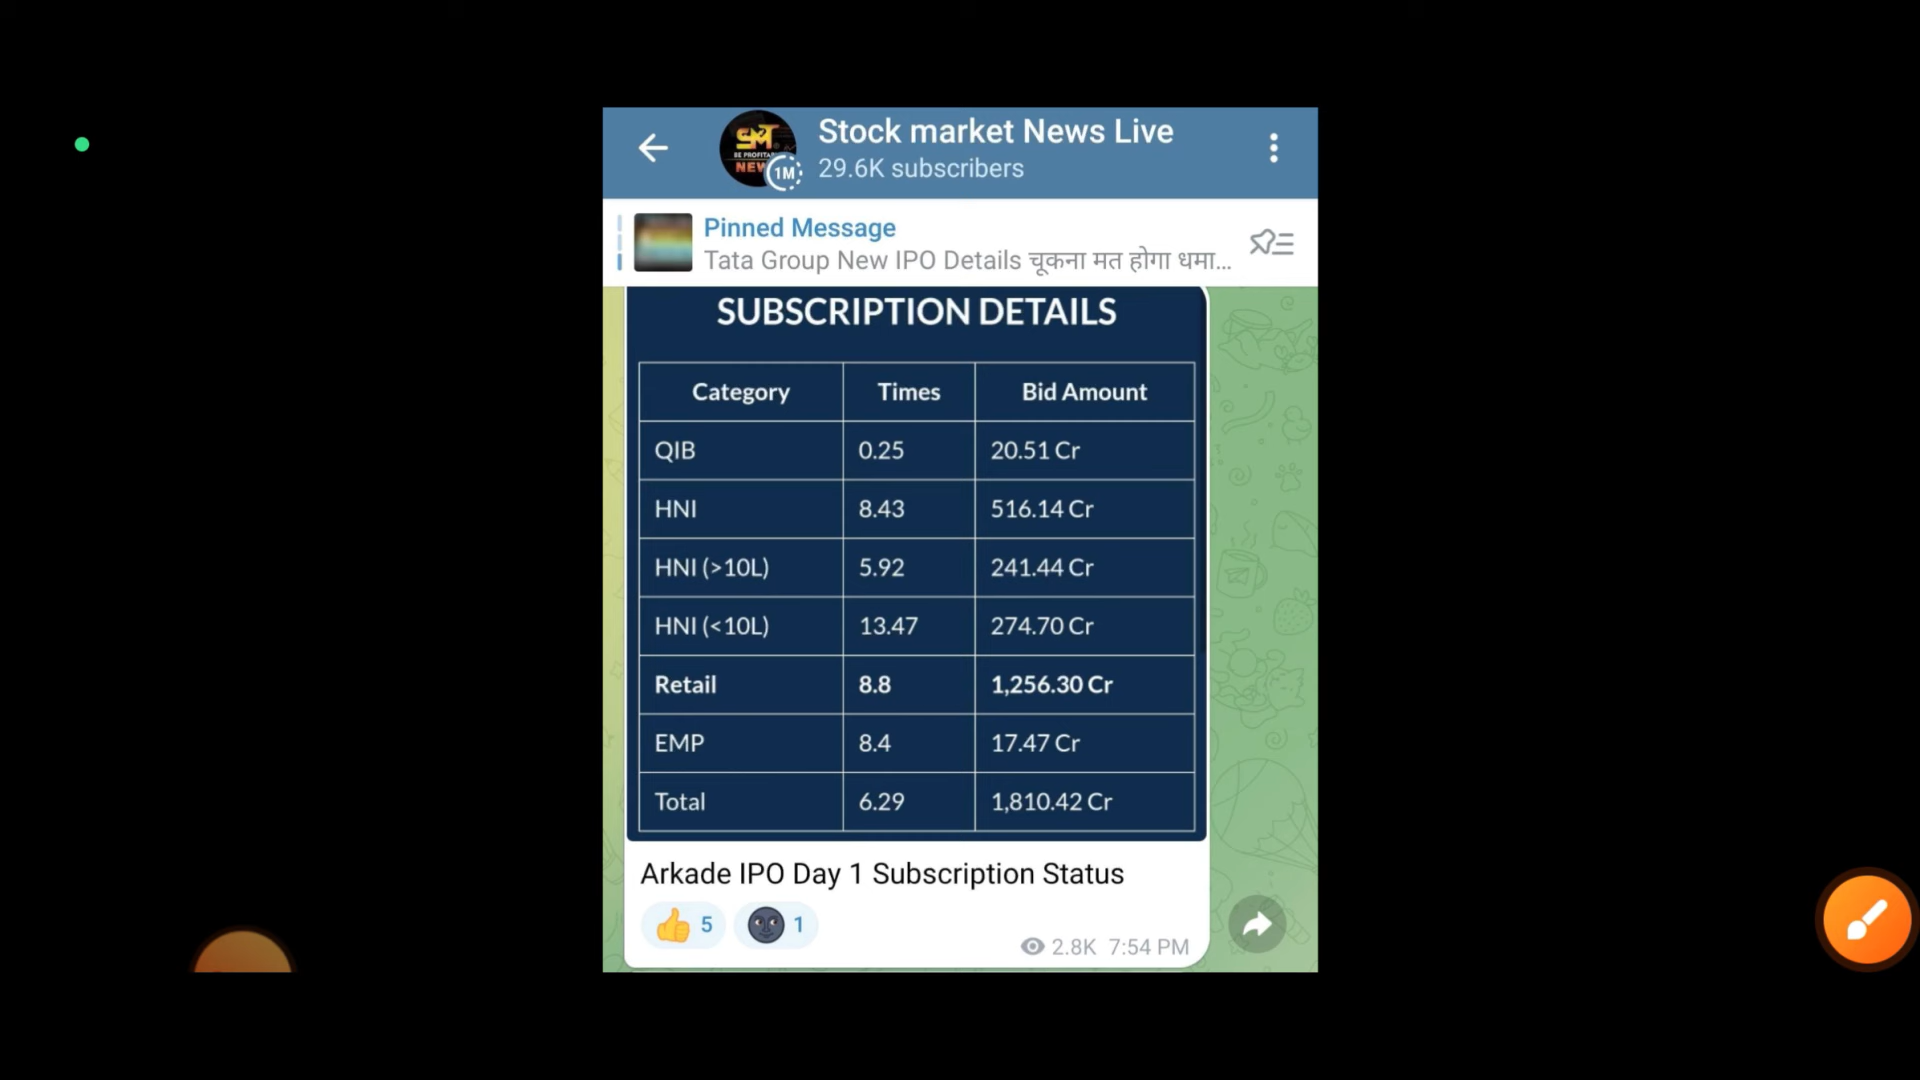 Stock market News Live
29.6K subscribers
SMT
NEW
1M
Pinned Message
Tata Group New IPO Details चूकना मत होगा धमा...
SUBSCRIPTION DETAILS
Category Times Bid Amount
QIB 0.25 20.51 Cr
HNI 8.43 516.14 Cr
HNI (>10L) 5.92 241.44 Cr
HNI (<10L) 13.47 274.70 Cr
Retail 8.8 1,256.30 Cr
EMP 8.4 17.47 Cr
Total 6.29 1,810.42 Cr
Arkade IPO Day 1 Subscription Status
5 1
2.8K 7:54 PM